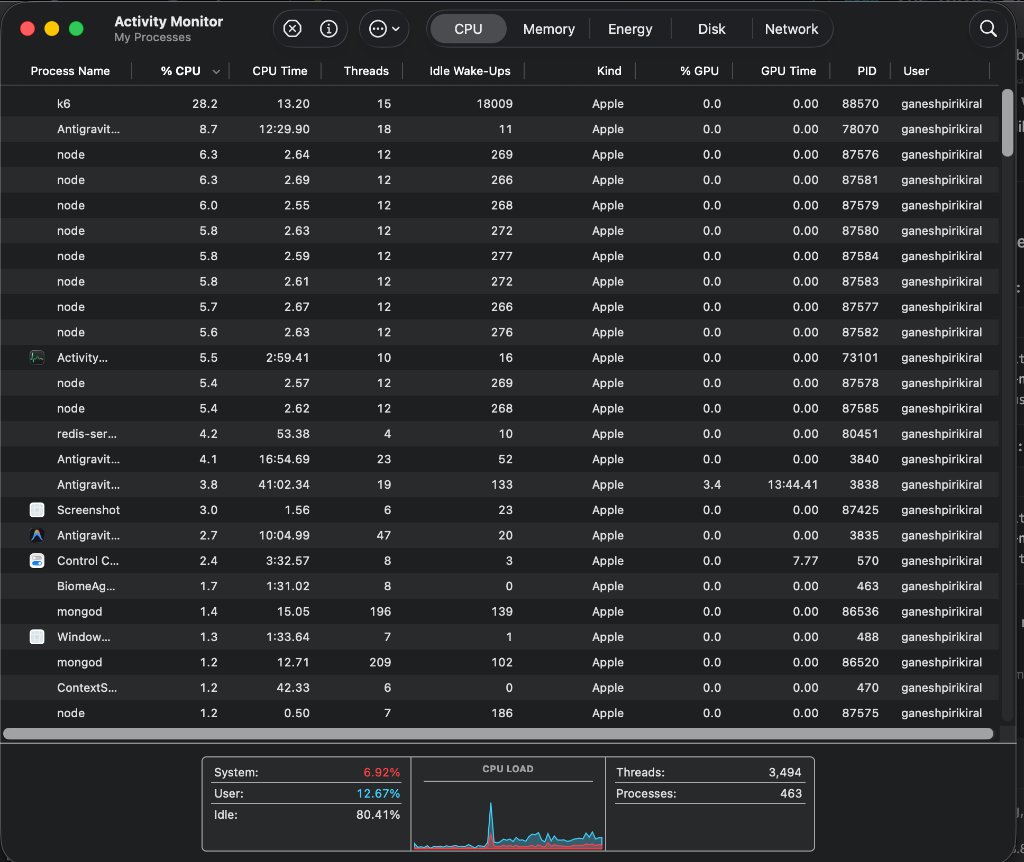 Activity Monitor
My Processes
CPU Memory Energy Disk Network
Process Name % CPU CPU Time Threads Idle Wake-Ups Kind % GPU GPU Time PID User
k6 28.2 13.20 15 18009 Apple 0.0 0.00 88570 ganeshpirikiral
Antigravit... 8.7 12:29.90 18 11 Apple 0.0 0.00 78070 ganeshpirikiral
node 6.3 2.64 12 269 Apple 0.0 0.00 87576 ganeshpirikiral
node 6.3 2.69 12 266 Apple 0.0 0.00 87581 ganeshpirikiral
node 6.0 2.55 12 268 Apple 0.0 0.00 87579 ganeshpirikiral
node 5.8 2.63 12 272 Apple 0.0 0.00 87580 ganeshpirikiral
node 5.8 2.59 12 277 Apple 0.0 0.00 87584 ganeshpirikiral
node 5.8 2.61 12 272 Apple 0.0 0.00 87583 ganeshpirikiral
node 5.7 2.67 12 266 Apple 0.0 0.00 87577 ganeshpirikiral
node 5.6 2.63 12 276 Apple 0.0 0.00 87582 ganeshpirikiral
Activity... 5.5 2:59.41 10 16 Apple 0.0 0.00 73101 ganeshpirikiral
node 5.4 2.57 12 269 Apple 0.0 0.00 87578 ganeshpirikiral
node 5.4 2.62 12 268 Apple 0.0 0.00 87585 ganeshpirikiral
redis-ser... 4.2 53.38 4 10 Apple 0.0 0.00 80451 ganeshpirikiral
Antigravit... 4.1 16:54.69 23 52 Apple 0.0 0.00 3840 ganeshpirikiral
Antigravit... 3.8 41:02.34 19 133 Apple 3.4 13:44.41 3838 ganeshpirikiral
Screenshot 3.0 1.56 6 23 Apple 0.0 0.00 87425 ganeshpirikiral
Antigravit... 2.7 10:04.99 47 20 Apple 0.0 0.00 3835 ganeshpirikiral
Control C... 2.4 3:32.57 8 3 Apple 0.0 7.77 570 ganeshpirikiral
BiomeAg... 1.7 1:31.02 8 0 Apple 0.0 0.00 463 ganeshpirikiral
mongod 1.4 15.05 196 139 Apple 0.0 0.00 86536 ganeshpirikiral
Window... 1.3 1:33.64 7 1 Apple 0.0 0.00 488 ganeshpirikiral
mongod 1.2 12.71 209 102 Apple 0.0 0.00 86520 ganeshpirikiral
ContextS... 1.2 42.33 6 0 Apple 0.0 0.00 470 ganeshpirikiral
node 1.2 0.50 7 186 Apple 0.0 0.00 87575 ganeshpirikiral
System: 6.92%
User: 12.67%
Idle: 80.41%
CPU LOAD
Threads: 3,494
Processes: 463